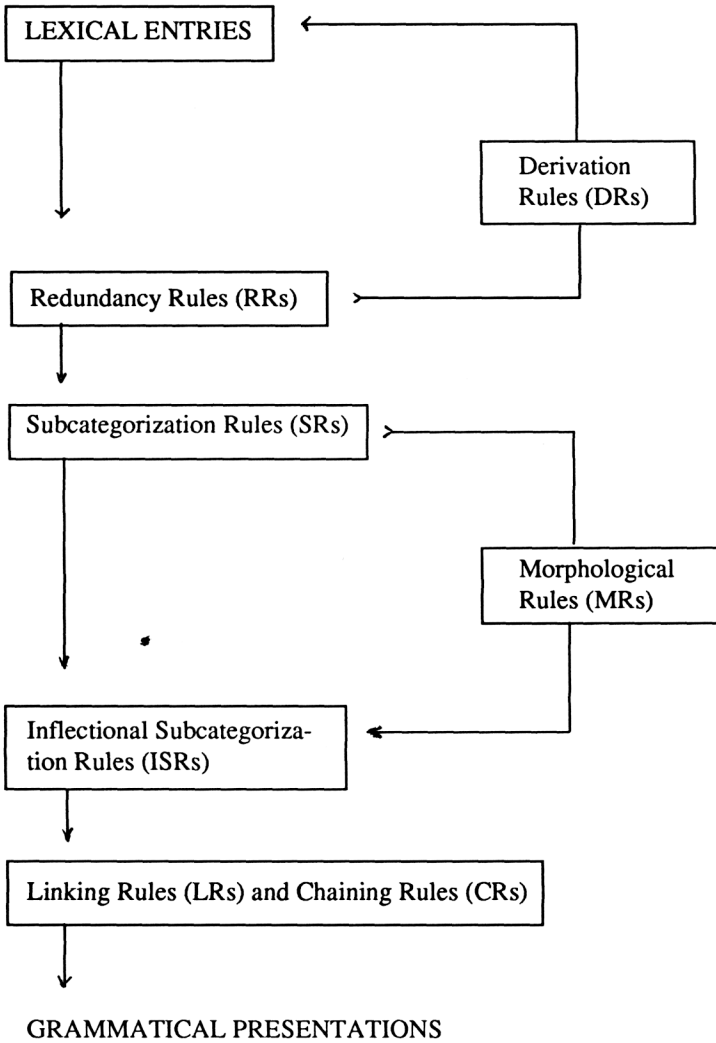 LEXICAL ENTRIES
Derivation
Rules (DRs)
Redundancy Rules (RRs)
Subcategorization Rules (SRs)
Morphological
Rules (MRs)
Inflectional Subcategoriza-
tion Rules (ISRs)
Linking Rules (LRs) and Chaining Rules (CRs)
GRAMMATICAL PRESENTATIONS